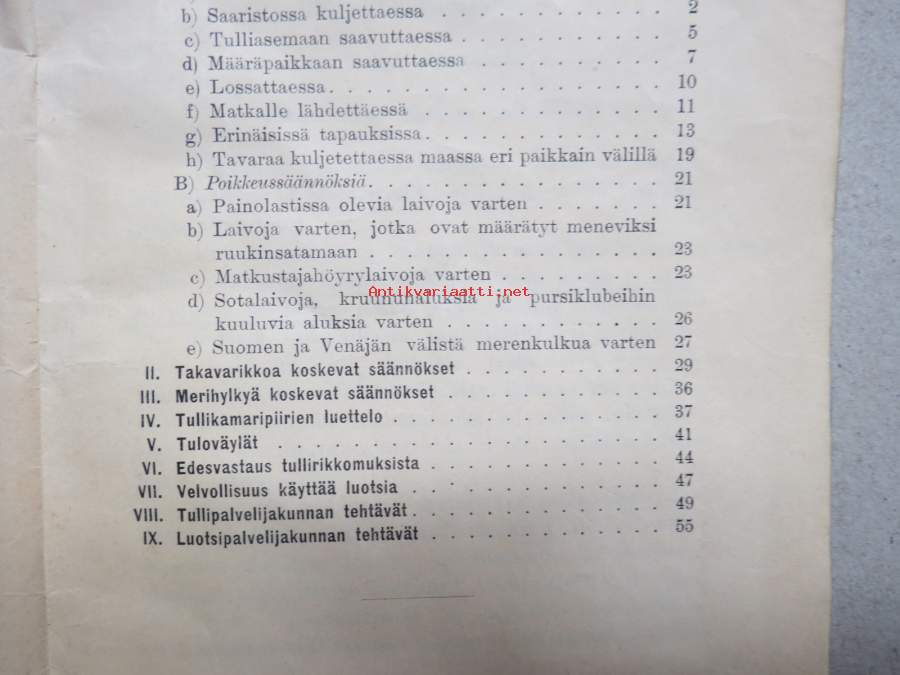 b) Saaristossa kuljettaessa . . . . . . . . . . 2
c) Tulliasemaan saavuttaessa . . . . . . . . . 5
d) Määräpaikkaan saavuttaessa . . . . . . . . 7
e) Lossattaessa. . . . . . . . . . . . . . . 10
f) Matkalle lähdettäessä . . . . . . . . . . . 11
g) Erinäisissä tapauksissa. . . . . . . . . . . 13
h) Tavaraa kuljetettaessa maassa eri paikkain välillä 19
B) Poikkeussäännöksiä. . . . . . . . . . . . . 21
a) Painolastissa olevia laivoja varten . . . . . . . 21
b) Laivoja varten, jotka ovat määrätyt meneviksi
ruukinsatamaan . . . . . . . . . . . . . 23
c) Matkustajahöyrylaivoja varten . . . . . . . . 23
Antikvariaatti.net
d) Sotalaivoja, kruununaluksia ja pursiklubeihin
kuuluvia aluksia varten . . . . . . . . . . 26
e) Suomen ja Venäjän välistä merenkulkua varten 27
II. Takavarikkoa koskevat säännökset . . . . . . . . . 29
III. Merihylkyä koskevat säännökset . . . . . . . . . . 36
IV. Tullikamaripiirien luettelo . . . . . . . . . . . . 37
V. Tuloväylät . . . . . . . . . . . . . . . . . 41
VI. Edesvastaus tullirikkomuksista . . . . . . . . . . . 44
VII. Velvollisuus käyttää luotsia . . . . . . . . . . . . 47
VIII. Tullipalvelijakunnan tehtävät . . . . . . . . . . . . 49
IX. Luotsipalvelijakunnan tehtävät . . . . . . . . . . . 55